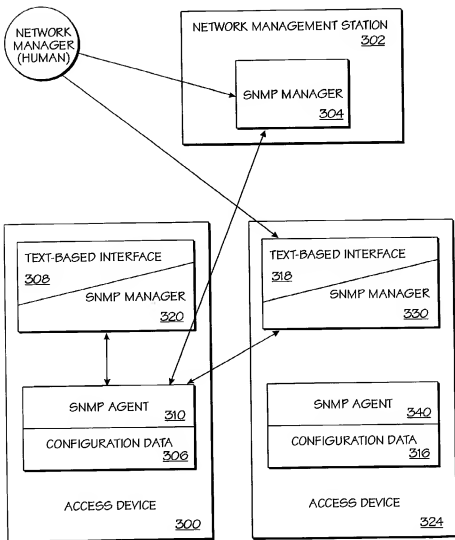 NETWORK
MANAGER
(HUMAN)
NETWORK MANAGEMENT STATION
302
SNMP MANAGER
304
TEXT-BASED INTERFACE
308
SNMP MANAGER
320
SNMP AGENT
310
CONFIGURATION DATA
306
ACCESS DEVICE
300
TEXT-BASED INTERFACE
318
SNMP MANAGER
330
SNMP AGENT
340
CONFIGURATION DATA
316
ACCESS DEVICE
324